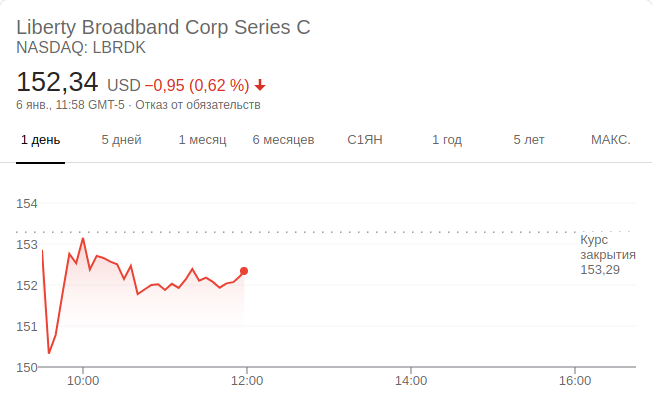 Liberty Broadband Corp Series C
NASDAQ: LBRDK
152,34 USD −0,95 (0,62 %)
6 янв., 11:58 GMT-5 · Отказ от обязательств
1 день 5 дней 1 месяц 6 месяцев С1ЯН 1 год 5 лет МАКС.
154
153
152
151
150
Курс
закрытия
153,29
10:00 12:00 14:00 16:00